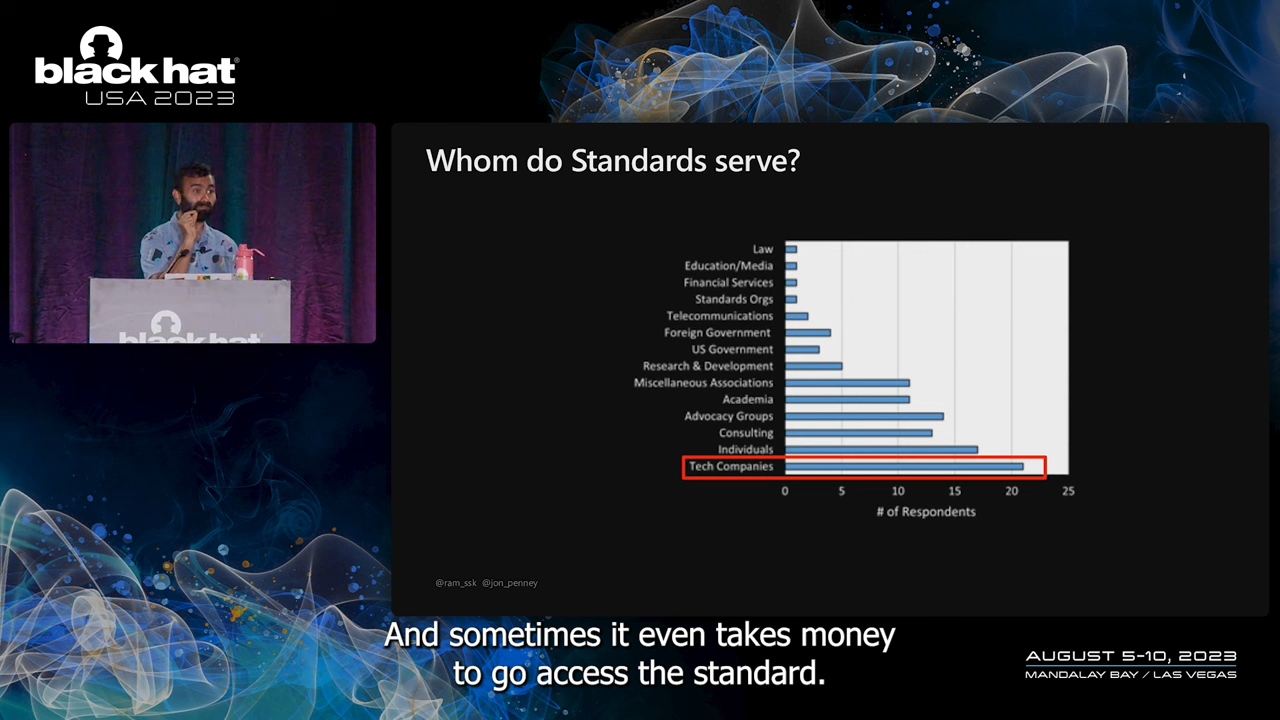 blackhat®
USA 2023
blackhat
Whom do Standards serve?
Law
Education/Media
Financial Services
Standards Orgs
Telecommunications
Foreign Government
US Government
Research & Development
Miscellaneous Associations
Academia
Advocacy Groups
Consulting
Individuals
Tech Companies
0 5 10 15 20 25
# of Respondents
@ram_ssk @jon_penney
And sometimes it even takes money
to go access the standard.
AUGUST 5-10, 2023
MANDALAY BAY / LAS VEGAS